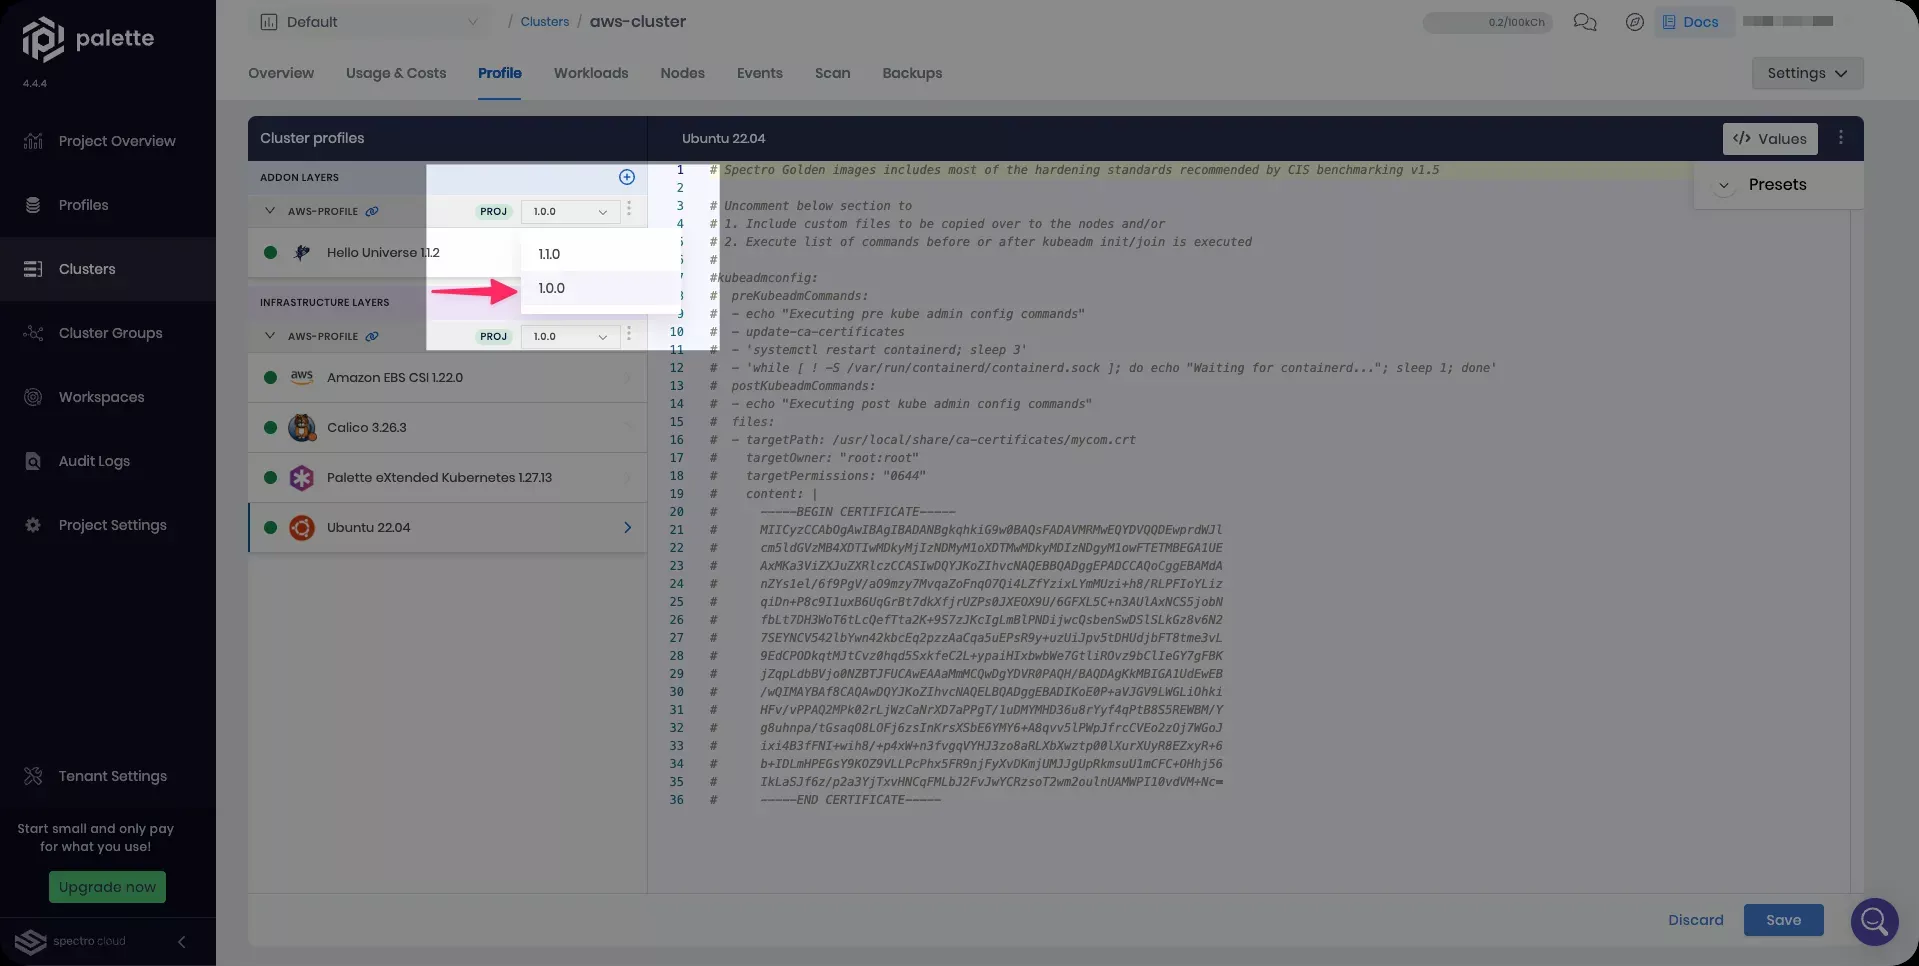 palette
4.4.4
Project Overview
Profiles
Clusters
Cluster Groups
Workspaces
Audit Logs
Project Settings
Tenant Settings
Start small and only pay
for what you use!
Upgrade now
spectro cloud
Default
/ Clusters / aws-cluster
0.2/100kCh
Docs
Overview
Usage & Costs
Profile
Workloads
Nodes
Events
Scan
Backups
Settings
Cluster profiles
ADDON LAYERS
AWS-PROFILE
PROJ
1.0.0
Hello Universe 1.1.2
1.1.0
1.0.0
INFRASTRUCTURE LAYERS
AWS-PROFILE
PROJ
1.0.0
Amazon EBS CSI 1.22.0
aws
Calico 3.26.3
Palette eXtended Kubernetes 1.27.13
Ubuntu 22.04
Ubuntu 22.04
</> Values
Presets
1 # Spectro Golden images includes most of the hardening standards recommended by CIS benchmarking v1.5
2
3 # Uncomment below section to
4 # 1. Include custom files to be copied over to the nodes and/or
5 # 2. Execute list of commands before or after kubeadm init/join is executed
6 #
7 #kubeadmconfig:
8 # preKubeadmCommands:
9 # - echo "Executing pre kube admin config commands"
10 # - update-ca-certificates
11 # - 'systemctl restart containerd; sleep 3'
12 # - 'while [ ! -S /var/run/containerd/containerd.sock ]; do echo "Waiting for containerd..."; sleep 1; done'
13 # postKubeadmCommands:
14 # - echo "Executing post kube admin config commands"
15 # files:
16 # - targetPath: /usr/local/share/ca-certificates/mycom.crt
17 # targetOwner: "root:root"
18 # targetPermissions: "0644"
19 # content: |
20 # -----BEGIN CERTIFICATE-----
21 # MIICyzCCAbOgAwIBAgIBADANBgkqhkiG9w0BAQsFADAVMRMwEQYDVQQDEwprdWJl
22 # cm5ldGVzMB4XDTIwMDkyMjIzNDMyM1oXDTMwMDkyMDIzNDgyM1owFTETMBEGA1UE
23 # AxMKa3ViZXJuZXRlczCCASIwDQYJKoZIhvcNAQEBBQADggEPADCCAQoCggEBAMdA
24 # nZYs1el/6f9PgV/aO9mzy7MvqaZoFnqO7Qi4LZfYzixLYmMUzi+h8/RLPFIoYLiz
25 # qiDn+P8c9I1uxB6UqGrBt7dkXfjrUZPs0JXEOX9U/6GFXL5C+n3AUlAxNCS5jobN
26 # fbLt7DH3WoT6tLcQefTta2K+9S7zJKcIgLmBlPNDijwcQsbenSwDSlSLkGz8v6N2
27 # 7SEYNCV542lbYwn42kbcEq2pzzAaCqa5uEPsR9y+uzUiJpv5tDHUdjbFT8tme3vL
28 # 9EdCPODkqtMJtCvz0hqd5SxkfeC2L+ypaiHIxbwbWe7GtliROvz9bClIeGY7gFBK
29 # jZqpLdbBVjo0NZBTJFUCAwEAAaMmMCQwDgYDVR0PAQH/BAQDAgKkMBIGA1UdEwEB
30 # /wQIMAYBAf8CAQAwDQYJKoZIhvcNAQELBQADggEBADIKoE0P+aVJGV9LWGLiOhki
31 # HFv/vPPAQ2MPk02rLjWzCaNrXD7aPPgT/1uDMYMHD36u8rYyf4qPtB8S5REWBM/Y
32 # g8uhnpa/tGsaqO8LOFj6zsInKrsXSbE6YMY6+A8qvv5lPWpJfrcCVEo2zOj7WGoJ
33 # ixi4B3fFNI+wih8/+p4xW+n3fvgqVYHJ3zo8aRLXbXwztp00lXurXUyR8EZxyR+6
34 # b+IDLmHPEGsY9KOZ9VLLPcPhx5FR9njFyXvDKmjUMJJgUpRkmsuU1mCFC+OHhj56
35 # IkLaSJf6z/p2a3YjTxvHNCqFMLbJ2FvJwYCRzsoT2wm2oulnUAMWPI10vdVM+Nc=
36 # -----END CERTIFICATE-----
Discard
Save